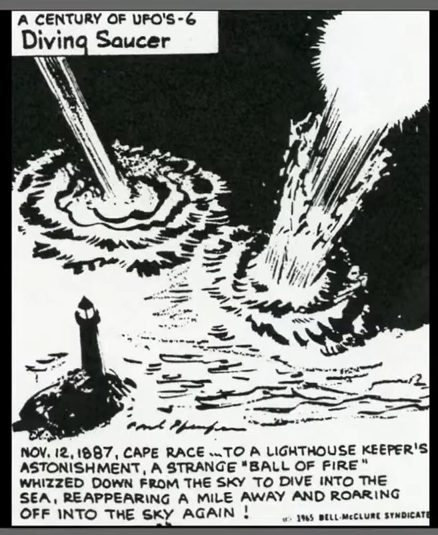 A CENTURY OF UFO'S-6
Diving Saucer
NOV. 12, 1887, CAPE RACE...TO A LIGHTHOUSE KEEPER'S
ASTONISHMENT, A STRANGE "BALL OF FIRE"
WHIZZED DOWN FROM THE SKY TO DIVE INTO THE
SEA, REAPPEARING A MILE AWAY AND ROARING
OFF INTO THE SKY AGAIN!
1965 BELL-McCLURE SYNDICATE